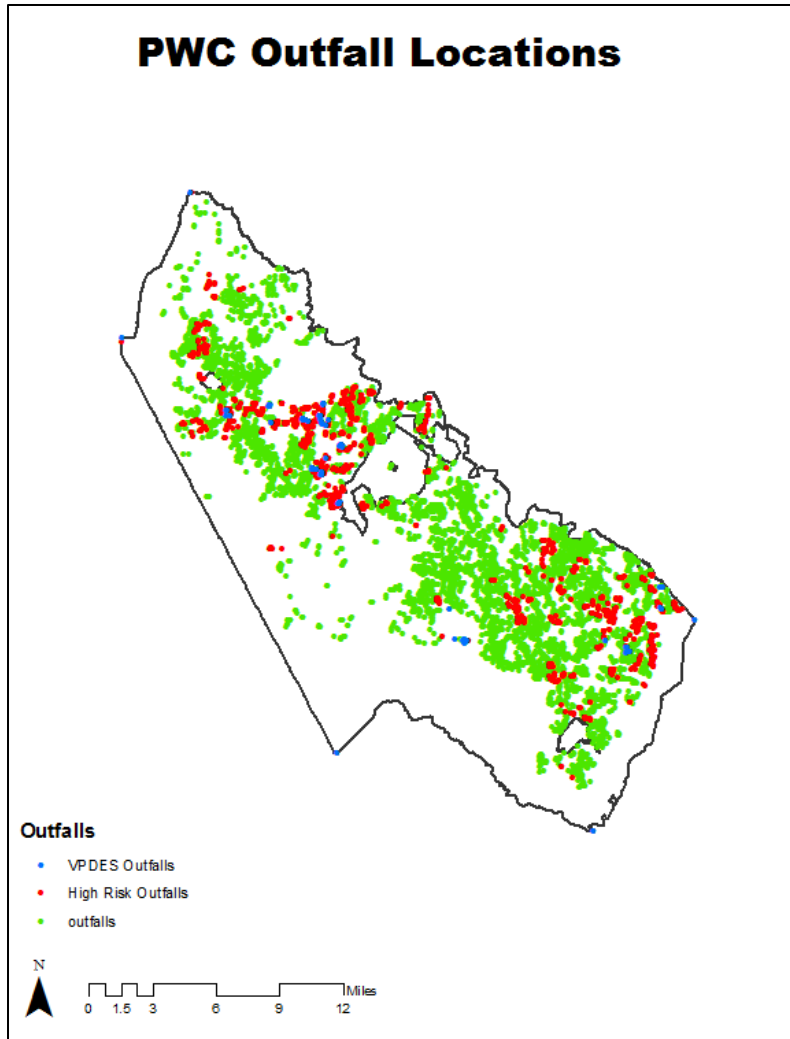 PWC Outfall Locations
Outfalls
VPDES Outfalls
High Risk Outfalls
outfalls
N
Miles
0 1.5 3 6 9 12